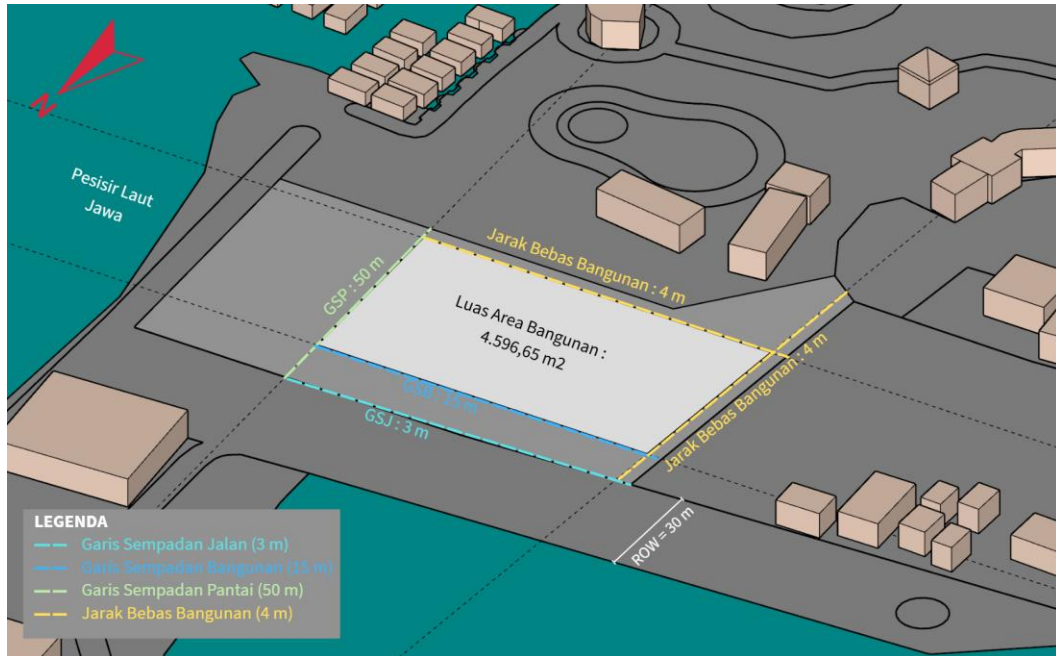 N
Pesisir Laut
Jawa
GSP : 50 m
Jarak Bebas Bangunan : 4 m
Luas Area Bangunan :
4.596,65 m2
GSB : 15 m
GSJ : 3 m
Jarak Bebas Bangunan : 4 m
ROW = 30 m
LEGENDA
Garis Sempadan Jalan (3 m)
Garis Sempadan Bangunan (15 m)
Garis Sempadan Pantai (50 m)
Jarak Bebas Bangunan (4 m)